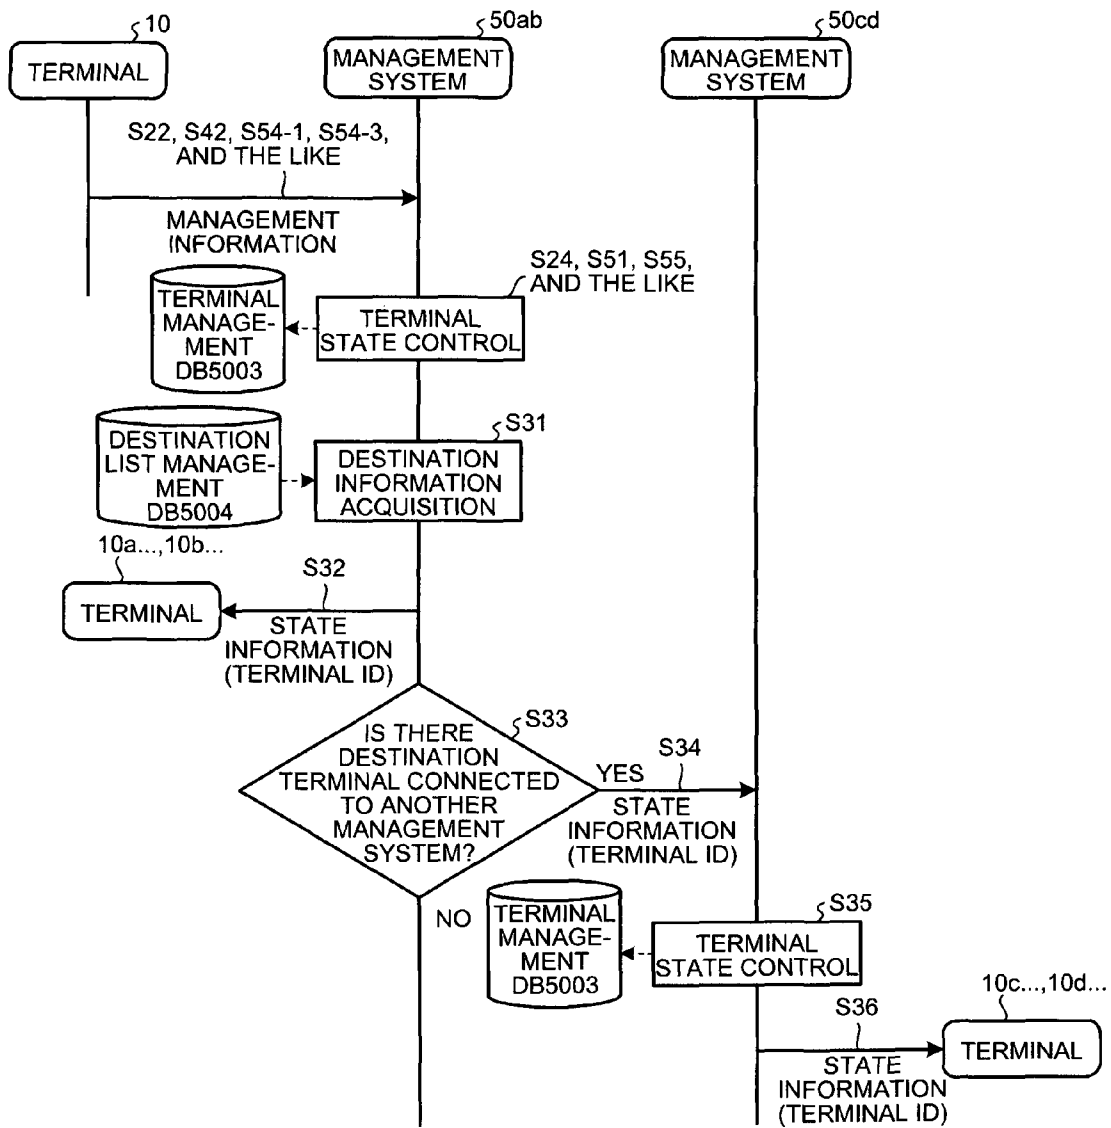 10
50ab
50cd
TERMINAL
MANAGEMENT
SYSTEM
MANAGEMENT
SYSTEM
S22, S42, S54-1, S54-3,
AND THE LIKE
MANAGEMENT
INFORMATION
S24, S51, S55,
AND THE LIKE
TERMINAL
MANAGE-
MENT
DB5003
TERMINAL
STATE CONTROL
S31
DESTINATION
LIST MANAGE-
MENT
DB5004
DESTINATION
INFORMATION
ACQUISITION
10a...,10b...
S32
TERMINAL
STATE
INFORMATION
(TERMINAL ID)
S33
IS THERE
DESTINATION
TERMINAL CONNECTED
TO ANOTHER
MANAGEMENT
SYSTEM?
S34
YES
STATE
INFORMATION
(TERMINAL ID)
NO
TERMINAL
MANAGE-
MENT
DB5003
S35
TERMINAL
STATE CONTROL
10c...,10d...
S36
TERMINAL
STATE
INFORMATION
(TERMINAL ID)